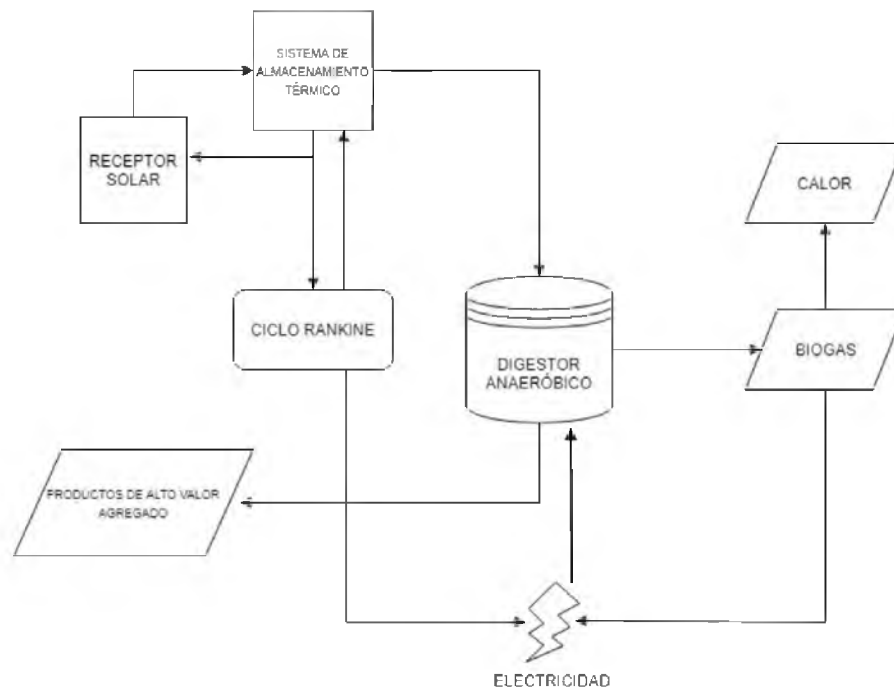 SISTEMA DE
ALMACENAMIENTO
TÉRMICO
RECEPTOR
SOLAR
CALOR
CICLO RANKINE
DIGESTOR
ANAERÓBICO
BIOGAS
PRODUCTOS DE ALTO VALOR
AGREGADO
ELECTRICIDAD